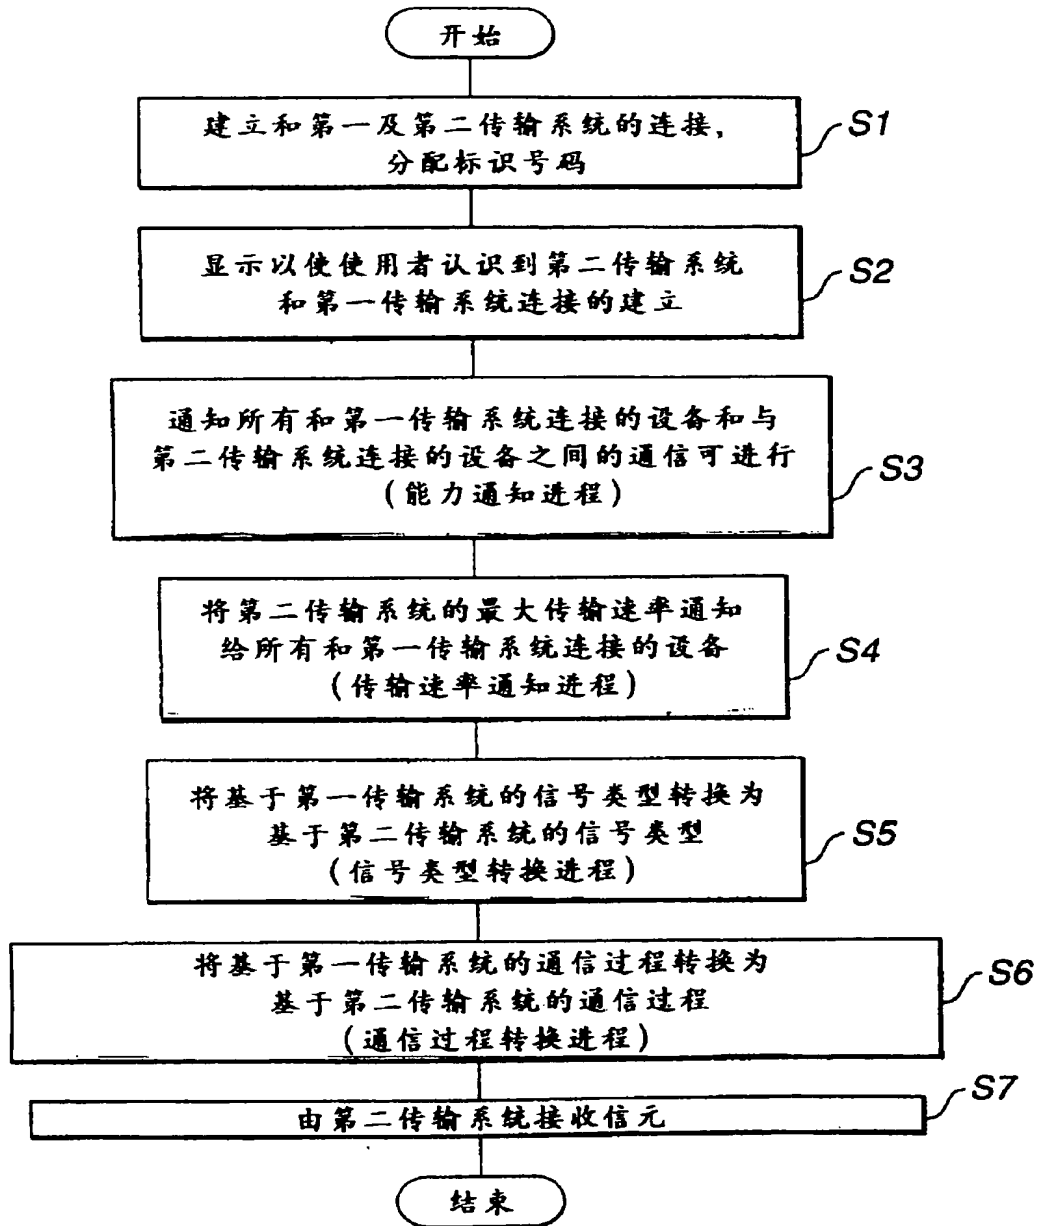 开始
建立和第一及第二传输系统的连接,
分配标识号码
S1
显示以使使用者认识到第二传输系统
和第一传输系统连接的建立
S2
通知所有和第一传输系统连接的设备和与
第二传输系统连接的设备之间的通信可进行
(能力通知进程)
S3
将第二传输系统的最大传输速率通知
给所有和第一传输系统连接的设备
(传输速率通知进程)
S4
将基于第一传输系统的信号类型转换为
基于第二传输系统的信号类型
(信号类型转换进程)
S5
将基于第一传输系统的通信过程转换为
基于第二传输系统的通信过程
(通信过程转换进程)
S6
由第二传输系统接收信元
S7
结束